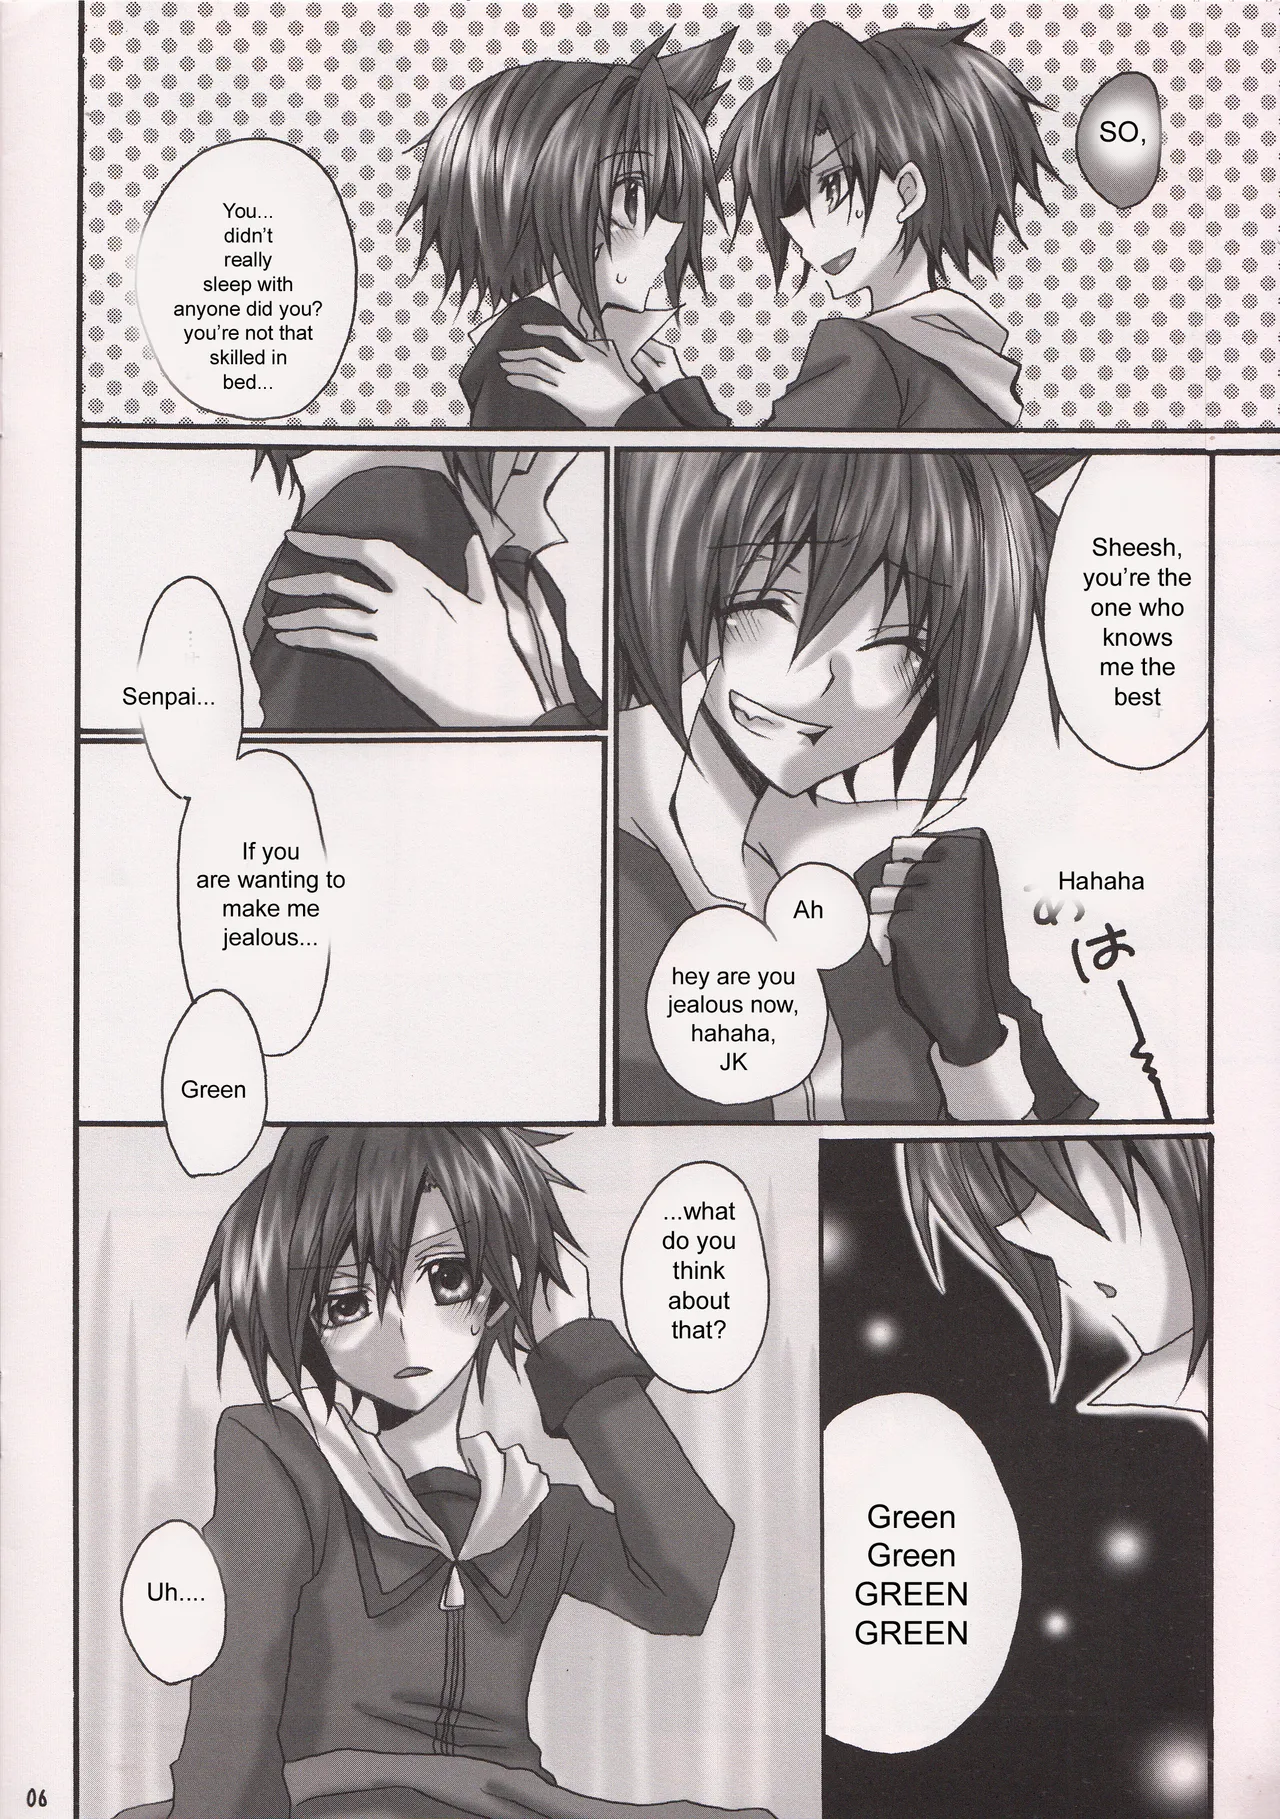 SO,
You...
didn't
really
sleep with
anyone did you?
you're not that
skilled in
bed...
Sheesh,
you're the
one who
knows
me the
best
Hahaha
めはー
Ah
hey are you
jealous now,
hahaha,
JK
Senpai...
If you
are wanting to
make me
jealous...
Green
Green
Green
GREEN
GREEN
...what
do you
think
about
that?
Uh....
06